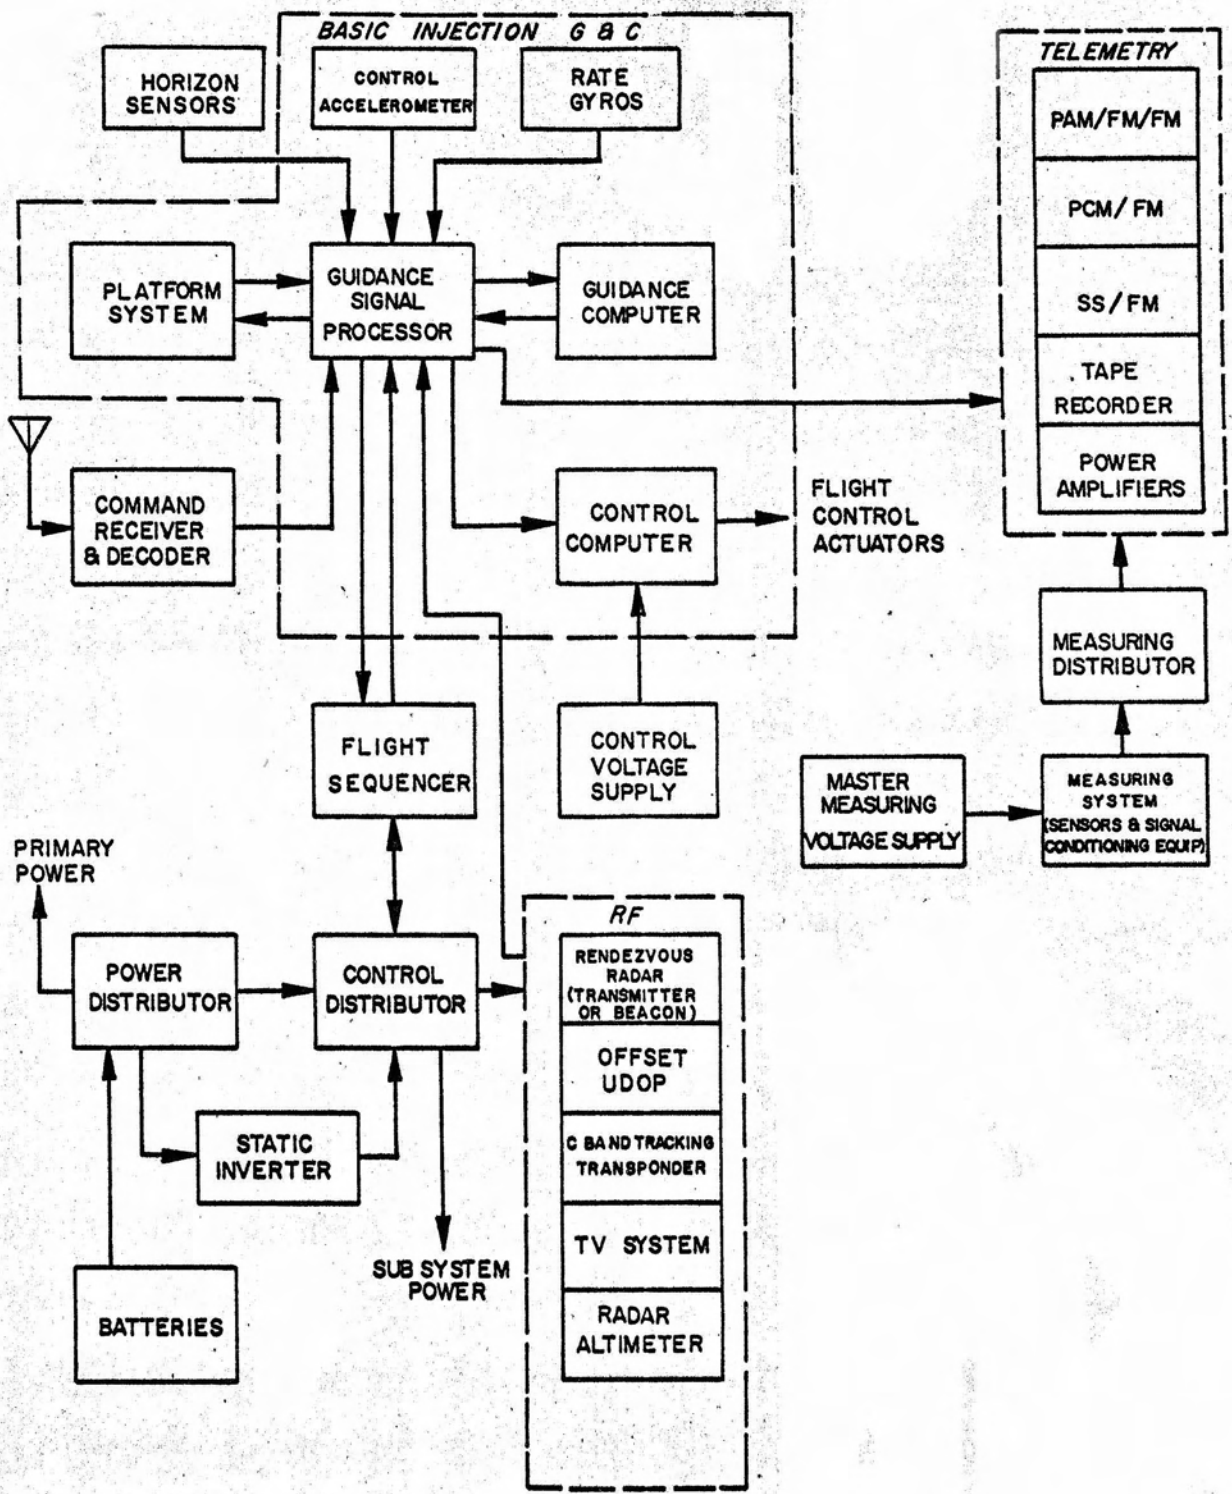 BASIC INJECTION G & C
HORIZON
SENSORS
CONTROL
ACCELEROMETER
RATE
GYROS
PLATFORM
SYSTEM
GUIDANCE
SIGNAL
PROCESSOR
GUIDANCE
COMPUTER
COMMAND
RECEIVER
& DECODER
CONTROL
COMPUTER
FLIGHT
CONTROL
ACTUATORS
TELEMETRY
PAM/FM/FM
PCM/FM
SS/FM
TAPE
RECORDER
POWER
AMPLIFIERS
MEASURING
DISTRIBUTOR
FLIGHT
SEQUENCER
CONTROL
VOLTAGE
SUPPLY
MASTER
MEASURING
VOLTAGE SUPPLY
MEASURING
SYSTEM
(SENSORS & SIGNAL
CONDITIONING EQUIP)
PRIMARY
POWER
POWER
DISTRIBUTOR
CONTROL
DISTRIBUTOR
STATIC
INVERTER
BATTERIES
SUB SYSTEM
POWER
RF
RENDEZVOUS
RADAR
(TRANSMITTER
OR BEACON)
OFFSET
UDOP
C BAND TRACKING
TRANSPONDER
TV SYSTEM
RADAR
ALTIMETER